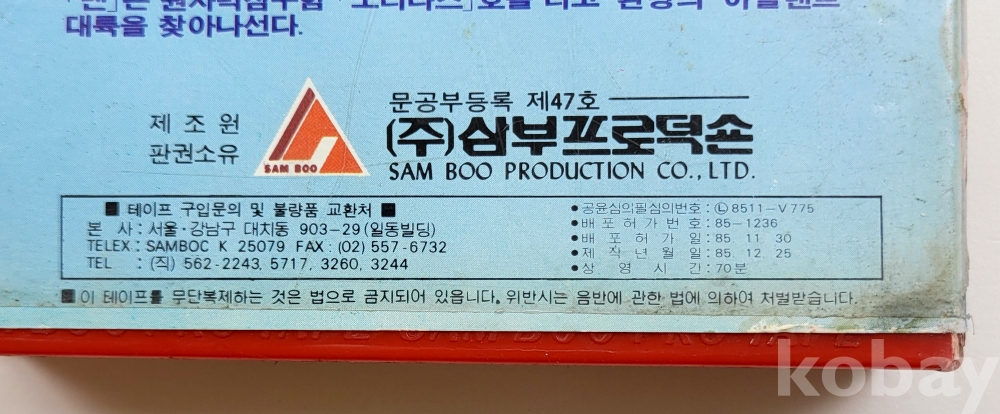 대륙을 찾아나선다.
제 조 원
판권소유
SAM BOO
문공부등록 제47호
(주)삼부프로덕숀
SAM BOO PRODUCTION CO., LTD.
■ 테이프 구입문의 및 불량품 교환처 ■
본 사 : 서울·강남구 대치동 903-29 (일동빌딩)
TELEX : SAMBOC K 25079 FAX : (02) 557-6732
TEL : (직) 562-2243, 5717, 3260, 3244
• 공윤심의필심의번호 : Ⓛ 8511-V775
• 배포허가번호 : 85-1236
• 배포허가일 : 85 11 30
• 제작년월일 : 85 12 25
• 상영시간 : 70분
■ 이 테이프를 무단복제하는 것은 법으로 금지되어 있읍니다. 위반시는 음반에 관한 법에 의하여 처벌받습니다.
SAM BOO PRO TAPE
kobay